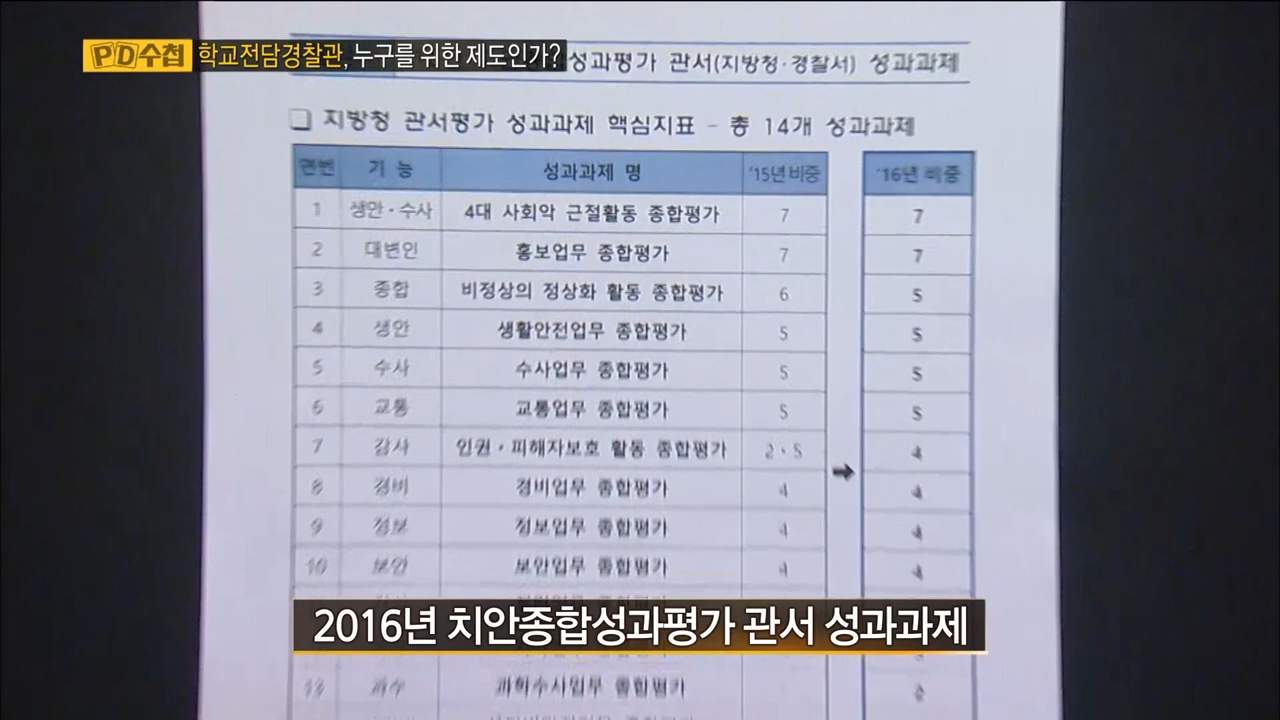 PD수첩 학교전담경찰관, 누구를 위한 제도인가?
성과평가 관서(지방청·경찰서) 성과과제
❏ 지방청 관서평가 성과과제 핵심지표 - 총 14개 성과과제
연번 기 능 성과과제 명 '15년 비중 '16년 비중
1 생안·수사 4대 사회악 근절활동 종합평가 7 7
2 대변인 홍보업무 종합평가 7 7
3 종합 비정상의 정상화 활동 종합평가 6 5
4 생안 생활안전업무 종합평가 5 5
5 수사 수사업무 종합평가 5 5
6 교통 교통업무 종합평가 5 5
7 감사 인권·피해자보호 활동 종합평가 2·5 ➡ 4
8 경비 경비업무 종합평가 4 4
9 정보 정보업무 종합평가 4 4
10 보안 보안업무 종합평가 4 4
2016년 치안종합성과평가 관서 성과과제
13 과수 과학수사업무 종합평가 2